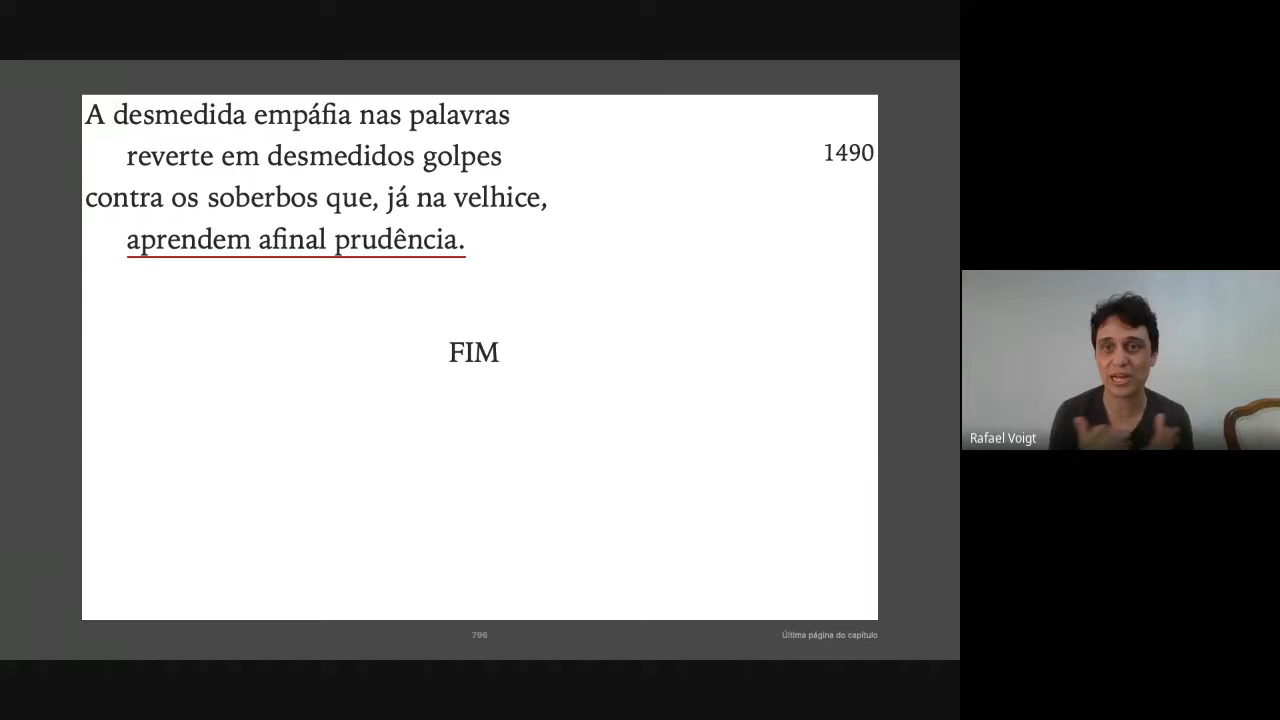 A desmedida empáfia nas palavras
reverte em desmedidos golpes
1490
contra os soberbos que, já na velhice,
aprendem afinal prudência.
FIM
796
Última página do capítulo
Rafael Voigt